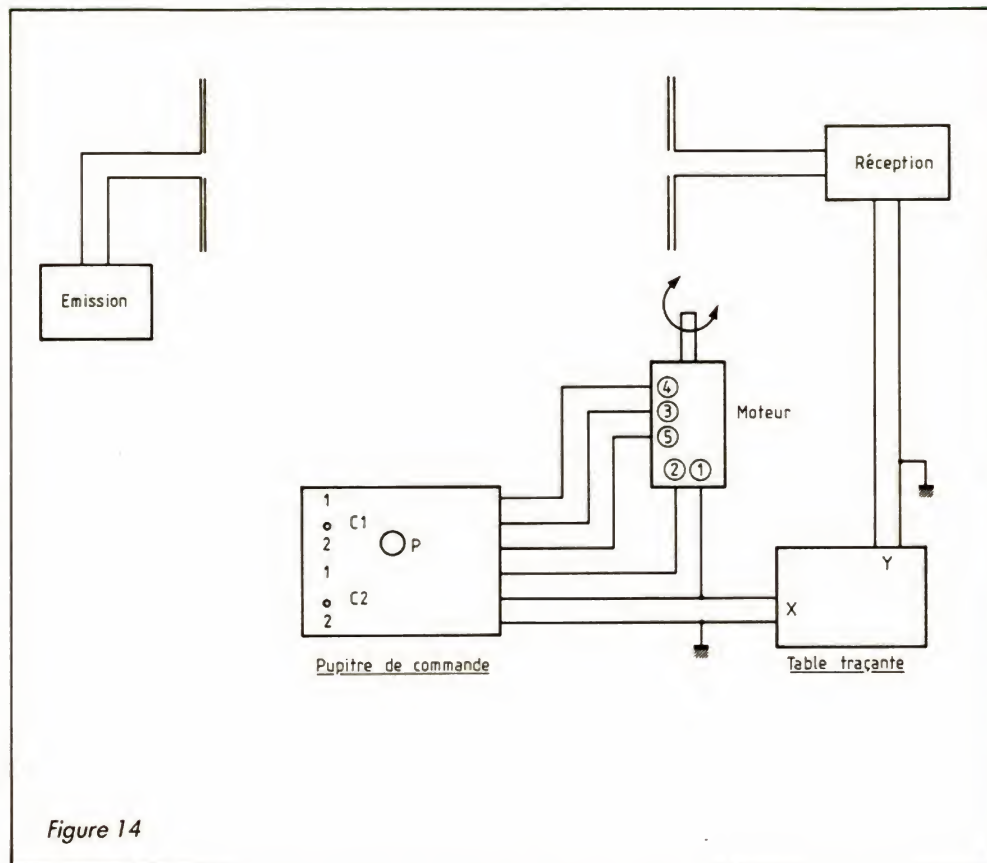 Réception
Emission
4
3
Moteur
5
2 1
1
C1
2 P
1
C2
2
Y
X
Pupitre de commande
Table traçante
Figure 14